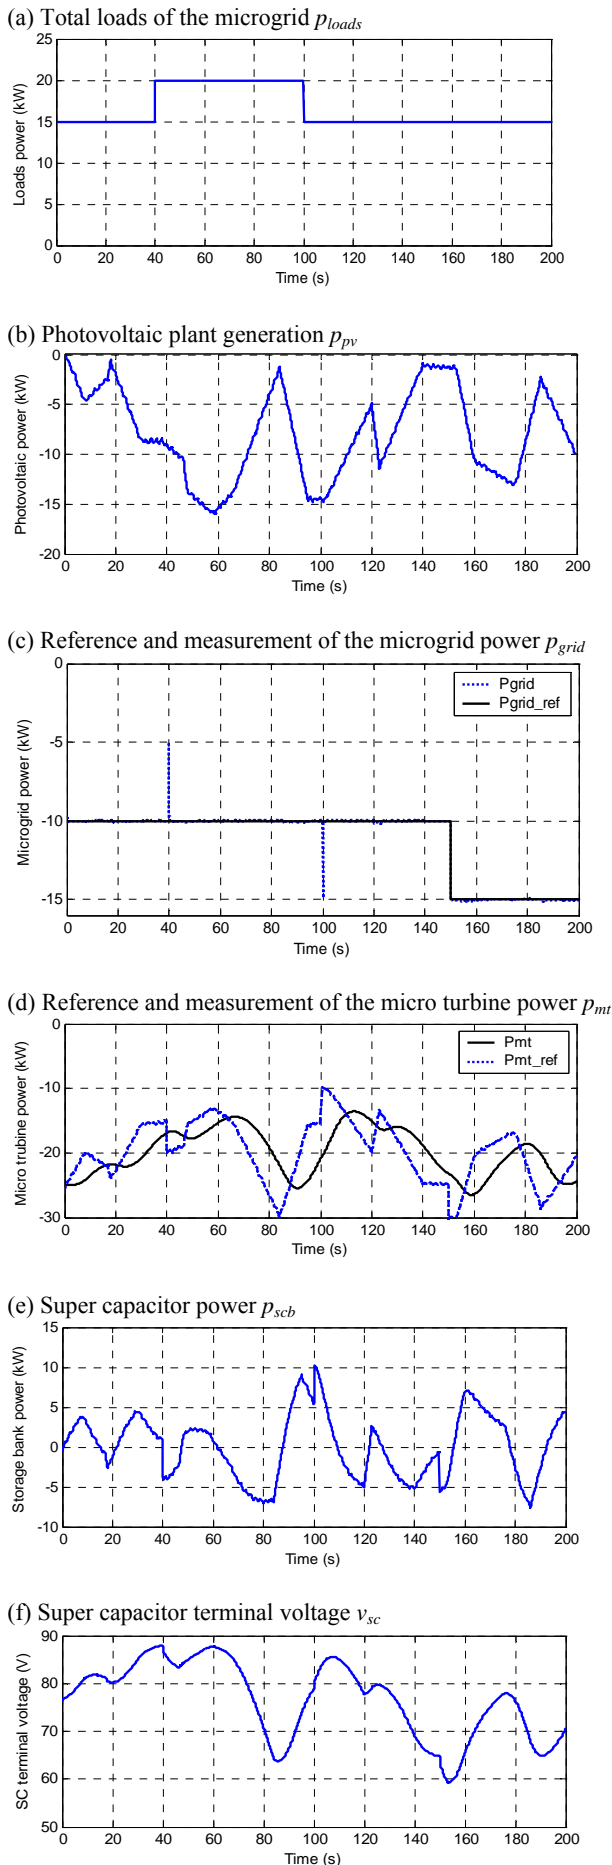 (a) Total loads of the microgrid ploads
25
20
15
10
5
0
Loads power (kW)
0 20 40 60 80 100 120 140 160 180 200
Time (s)
(b) Photovoltaic plant generation ppv
0
-5
-10
-15
-20
Photovoltaic power (kW)
0 20 40 60 80 100 120 140 160 180 200
Time (s)
(c) Reference and measurement of the microgrid power pgrid
0
-5
-10
-15
Microgrid power (kW)
Pgrid
Pgrid_ref
0 20 40 60 80 100 120 140 160 180 200
Time (s)
(d) Reference and measurement of the micro turbine power pmt
0
-10
-20
-30
Micro trubine power (kW)
Pmt
Pmt_ref
0 20 40 60 80 100 120 140 160 180 200
Time (s)
(e) Super capacitor power pscb
15
10
5
0
-5
-10
Storage bank power (kW)
0 20 40 60 80 100 120 140 160 180 200
Time (s)
(f) Super capacitor terminal voltage vsc
90
80
70
60
50
SC terminal voltage (V)
0 20 40 60 80 100 120 140 160 180 200
Time (s)